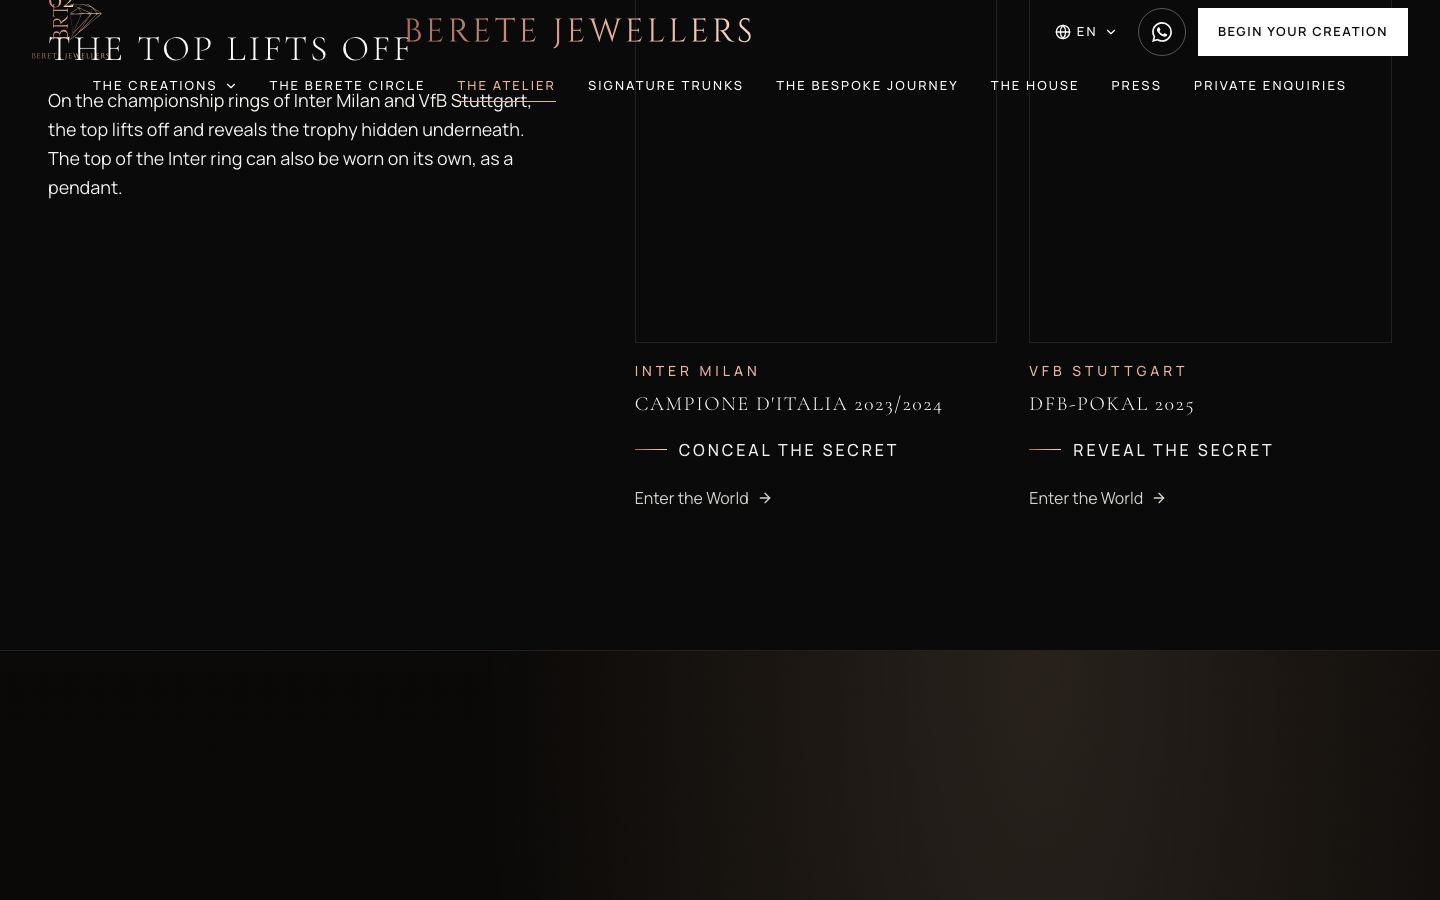 BRT
BERETE JEWELLERS
BERETE JEWELLERS
EN
BEGIN YOUR CREATION
THE TOP LIFTS OFF
THE CREATIONS
THE BERETE CIRCLE
THE ATELIER
SIGNATURE TRUNKS
THE BESPOKE JOURNEY
THE HOUSE
PRESS
PRIVATE ENQUIRIES
On the championship rings of Inter Milan and VfB Stuttgart,
the top lifts off and reveals the trophy hidden underneath.
The top of the Inter ring can also be worn on its own, as a
pendant.
INTER MILAN
CAMPIONE D'ITALIA 2023/2024
CONCEAL THE SECRET
Enter the World
VFB STUTTGART
DFB-POKAL 2025
REVEAL THE SECRET
Enter the World